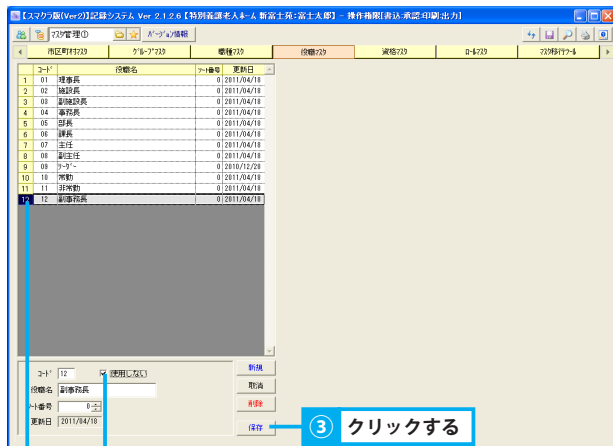 【スマクラ版(Ver2)】記録システム Ver 2.1.2.6 【特別養護老人ホーム 新富士苑:富士太郎】 - 操作権限[書込:承認:印刷:出力]
マスタ管理① バージョン情報
市区町村マスタ グループマスタ 職種マスタ 役職マスタ 資格マスタ ロールマスタ マスタ移行ツール
コード 役職名 ソート番号 更新日
1 01 理事長 0 2011/04/18
2 02 施設長 0 2011/04/18
3 03 副施設長 0 2011/04/18
4 04 事務長 0 2011/04/18
5 05 部長 0 2011/04/18
6 06 課長 0 2011/04/18
7 07 主任 0 2011/04/18
8 08 副主任 0 2011/04/18
9 09 リーダー 0 2010/12/28
10 10 常勤 0 2011/04/18
11 11 非常勤 0 2011/04/18
12 12 副事務長 0 2011/04/18
コード 12 使用しない 新規
役職名 副事務長 取消
ソート番号 0 削除
更新日 2011/04/18 保存
③ クリックする